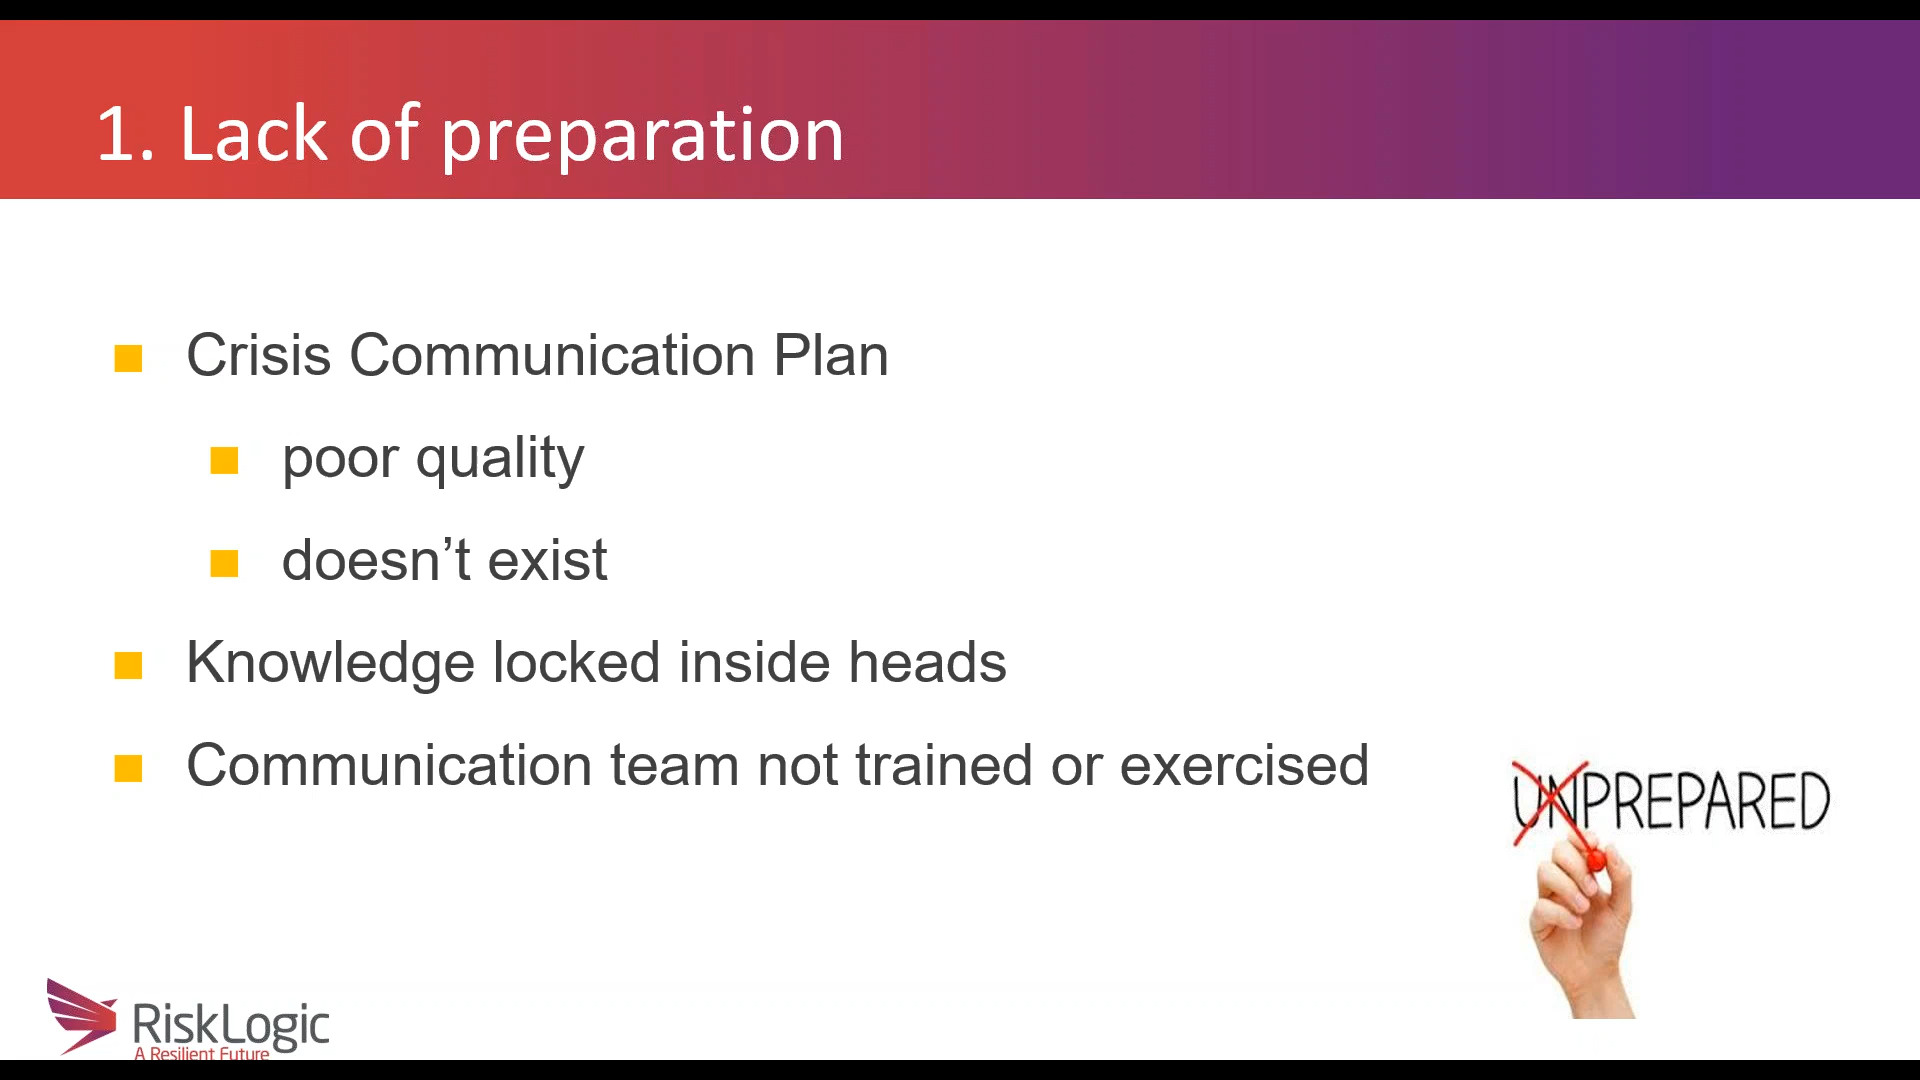 1. Lack of preparation
Crisis Communication Plan
poor quality
doesn’t exist
Knowledge locked inside heads
Communication team not trained or exercised
UNPREPARED
RiskLogic
A Resilient Future